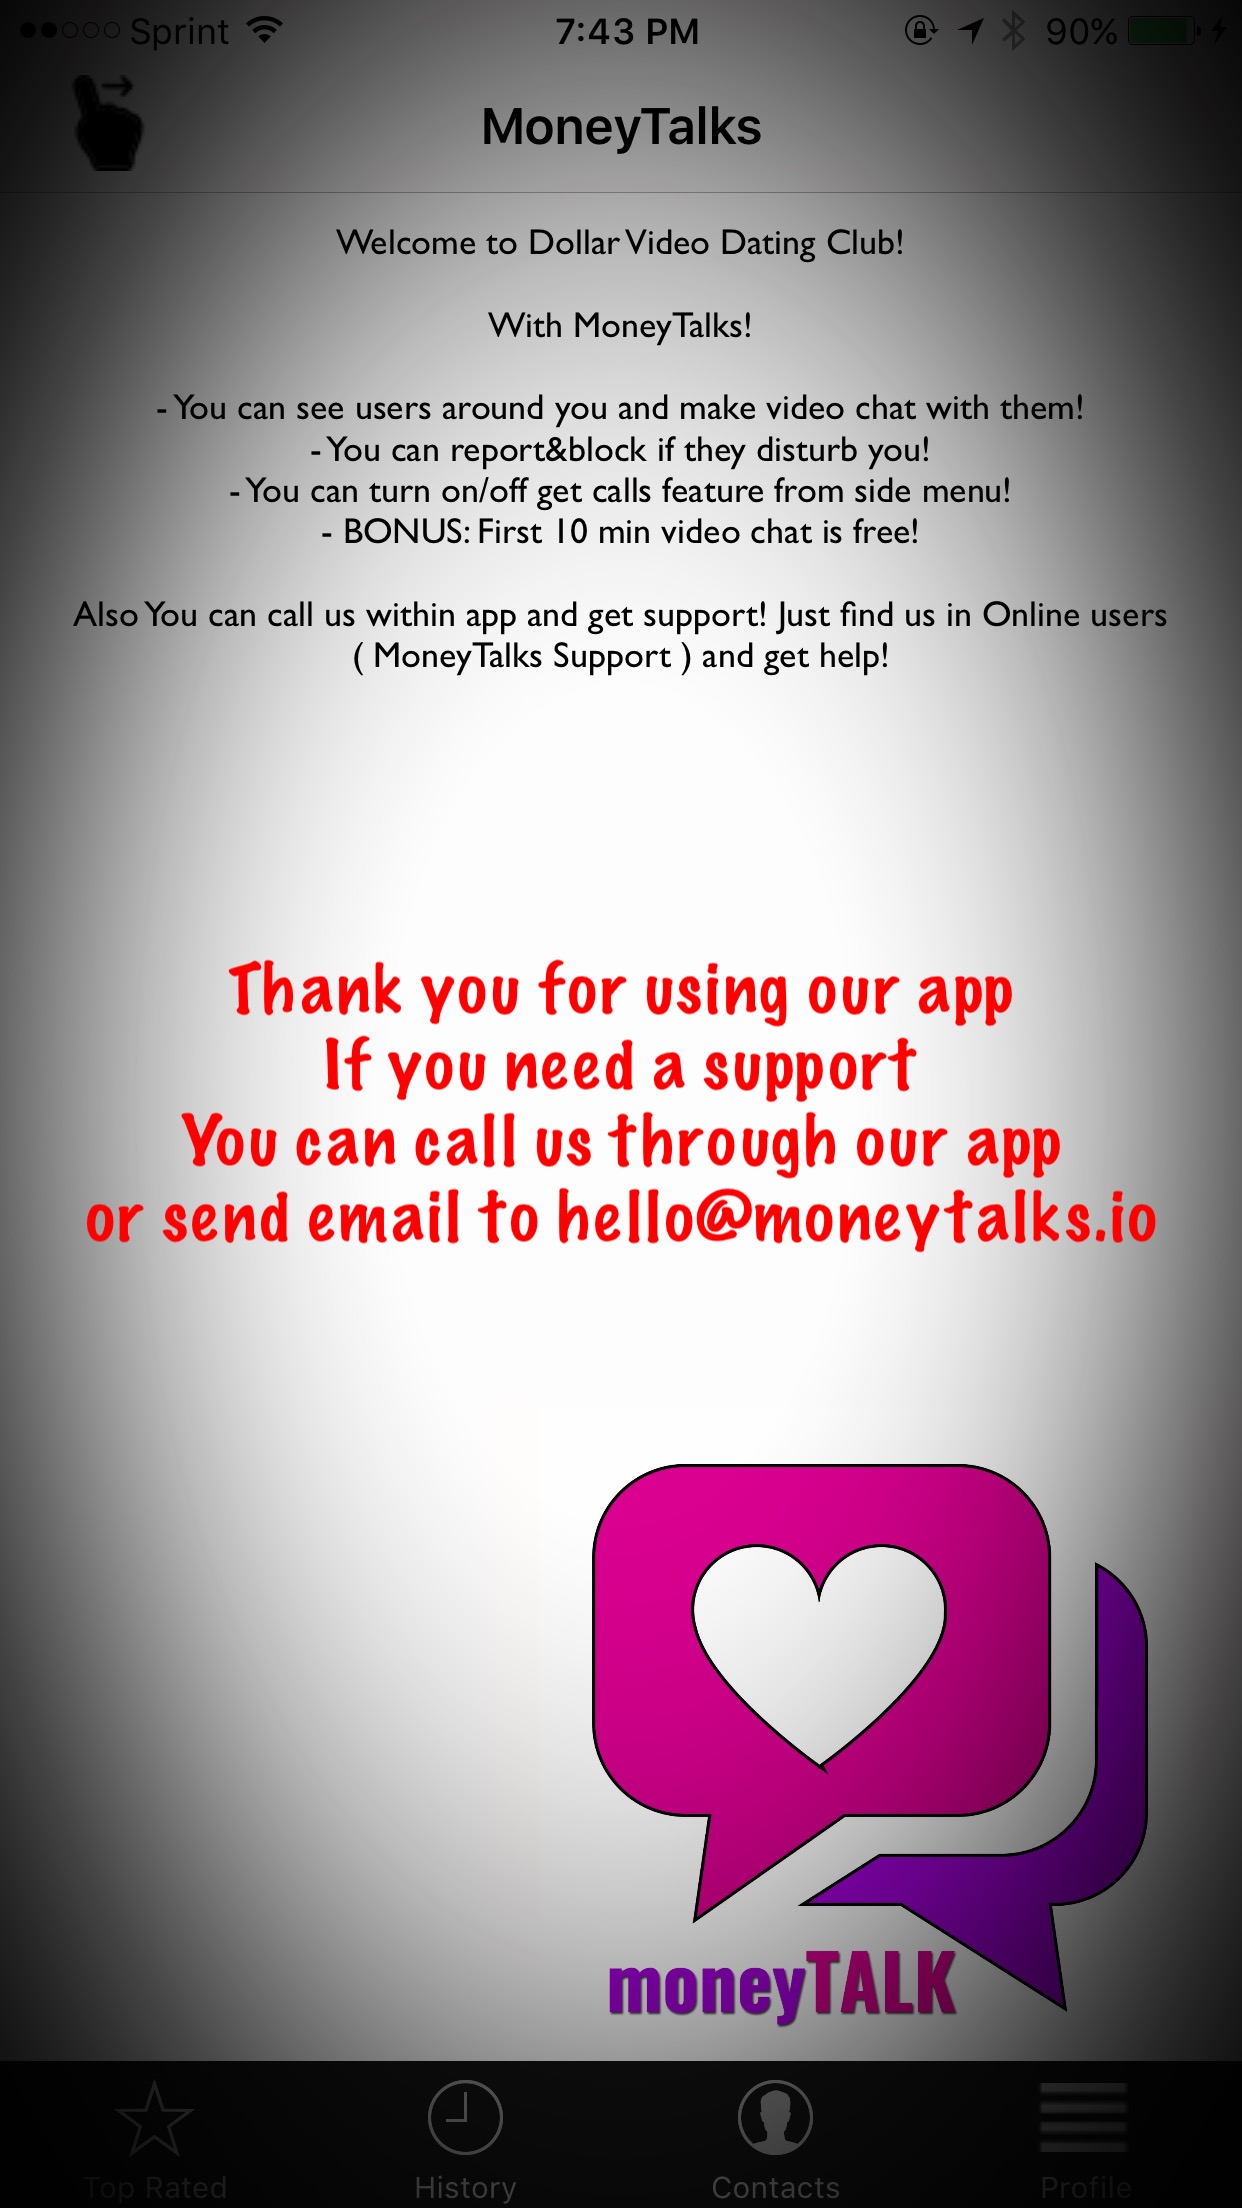 Sprint 7:43 PM 90%
MoneyTalks
Welcome to Dollar Video Dating Club!
With MoneyTalks!
- You can see users around you and make video chat with them!
- You can report&block if they disturb you!
- You can turn on/off get calls feature from side menu!
- BONUS: First 10 min video chat is free!
Also You can call us within app and get support! Just find us in Online users
( MoneyTalks Support ) and get help!
Thank you for using our app
If you need a support
You can call us through our app
or send email to hello@moneytalks.io
moneyTALK
Top Rated History Contacts Profile